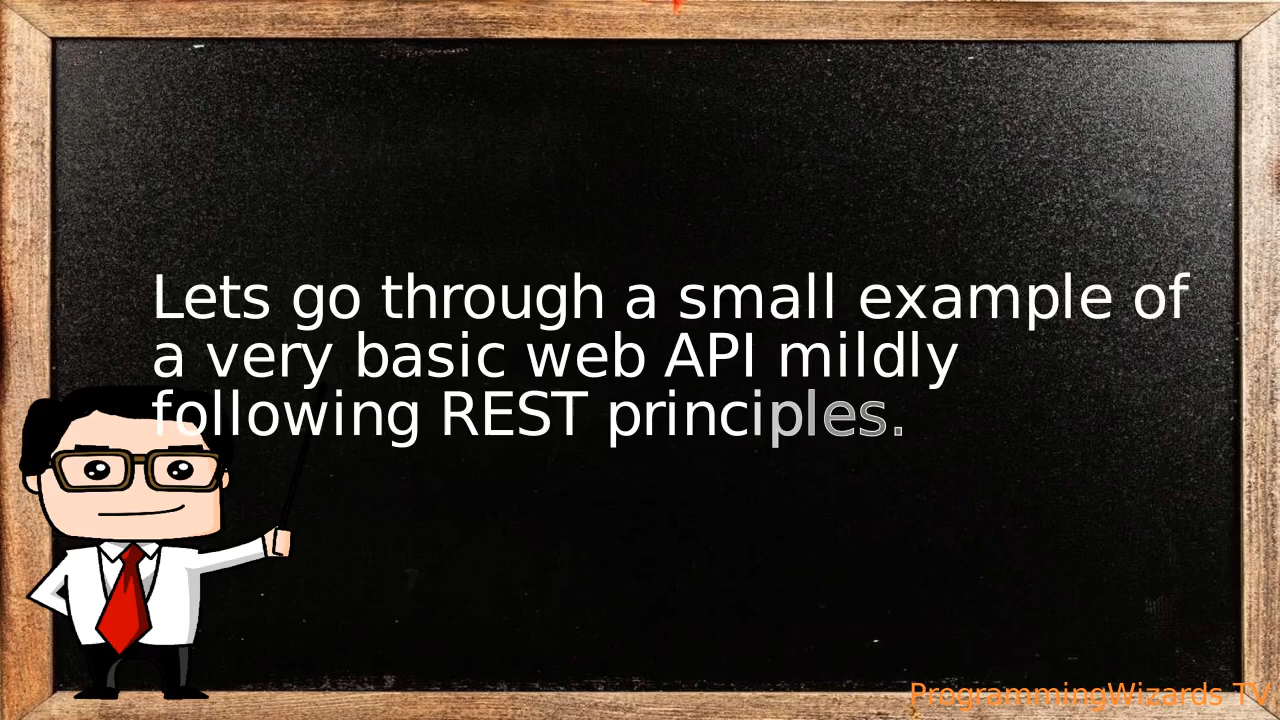 Lets go through a small example of
a very basic web API mildly
following REST principles.
ProgrammingWizards TV